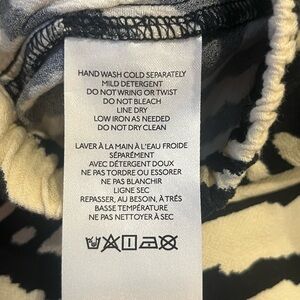 HAND WASH COLD SEPARATELY
MILD DETERGENT
DO NOT WRING OR TWIST
DO NOT BLEACH
LINE DRY
LOW IRON AS NEEDED
DO NOT DRY CLEAN
LAVER À LA MAIN À L'EAU FROIDE
SÉPARÉMENT
AVEC DÉTERGENT DOUX
NE PAS TORDRE OU ESSORER
NE PAS BLANCHIR
LIGNE SEC
REPASSER, AU BESOIN, À TRÈS
BASSE TEMPÉRATURE
NE PAS NETTOYER À SEC